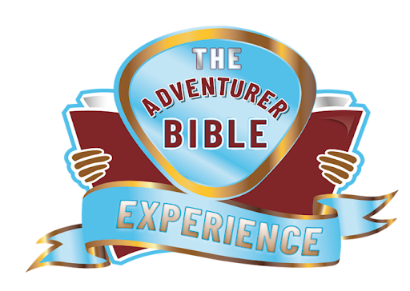 THE
ADVENTURER
BIBLE
EXPERIENCE